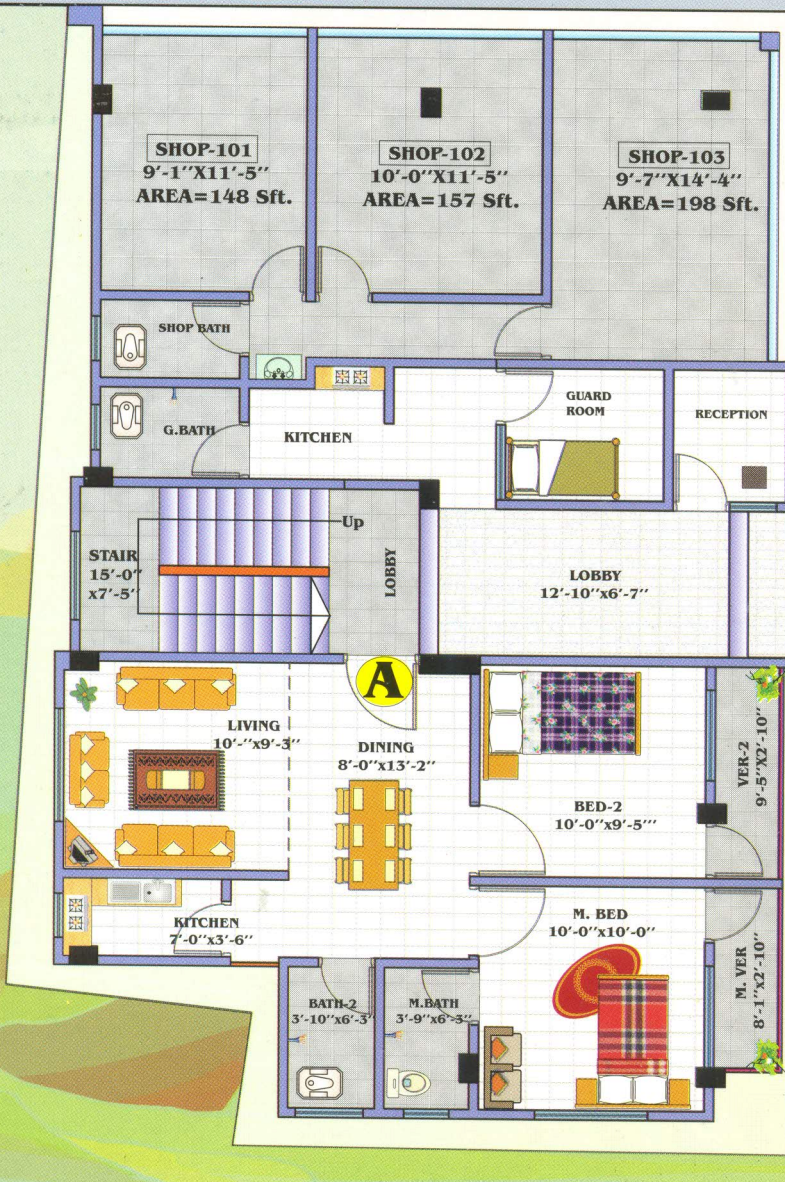 SHOP-101
9'-1''X11'-5''
AREA=148 Sft.
SHOP-102
10'-0''X11'-5''
AREA=157 Sft.
SHOP-103
9'-7''X14'-4''
AREA=198 Sft.
SHOP BATH
G.BATH
KITCHEN
GUARD
ROOM
RECEPTION
Up
STAIR
15'-0''
x7'-5''
LOBBY
LOBBY
12'-10''x6'-7''
A
LIVING
10'-''x9'-3''
DINING
8'-0''x13'-2''
BED-2
10'-0''x9'-5'''
VER-2
9'-5''X2'-10''
KITCHEN
7'-0''x3'-6''
M. BED
10'-0''x10'-0''
M. VER
8'-1''x2'-10''
BATH-2
3'-10''x6'-3''
M.BATH
3'-9''x6'-3''